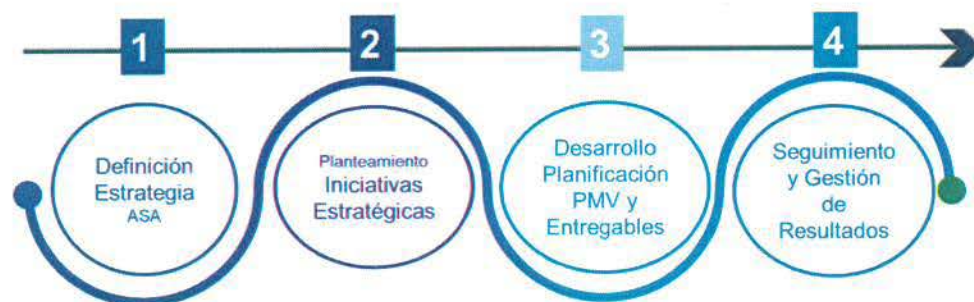 1
2
3
4
Definición
Estrategia
ASA
Planteamiento
Iniciativas
Estratégicas
Desarrollo
Planificación
PMV y
Entregables
Seguimiento
y Gestión
de
Resultados